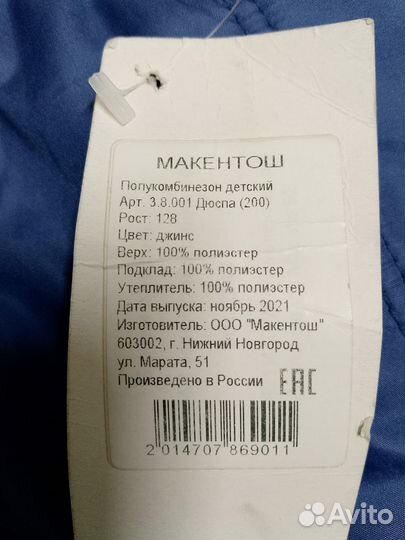 МАКЕНТОШ
Полукомбинезон детский
Арт. 3.8.001 Дюспа (200)
Рост: 128
Цвет: джинс
Верх: 100% полиэстер
Подклад: 100% полиэстер
Утеплитель: 100% полиэстер
Дата выпуска: ноябрь 2021
Изготовитель: ООО "Макентош"
603002, г. Нижний Новгород
ул. Марата, 51
Произведено в России EAC
2 014707 869011
Avito